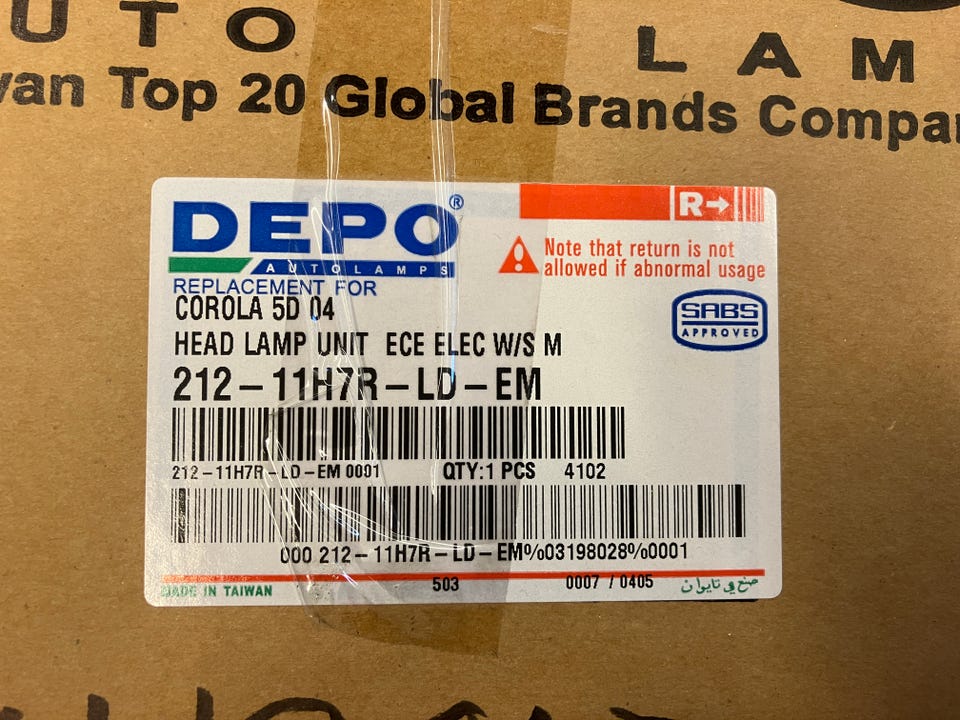 UTO LAM
van Top 20 Global Brands Compa
DEPO®
AUTOLAMPS
R→
Note that return is not
allowed if abnormal usage
REPLACEMENT FOR
COROLA 5D 04
SABS
APPROVED
HEAD LAMP UNIT ECE ELEC W/S M
212-11H7R-LD-EM
212-11H7R-LD-EM 0001 QTY:1 PCS 4102
000 212-11H7R-LD-EM%03198028%0001
MADE IN TAIWAN 503 0007 / 0405 صنع في تايوان